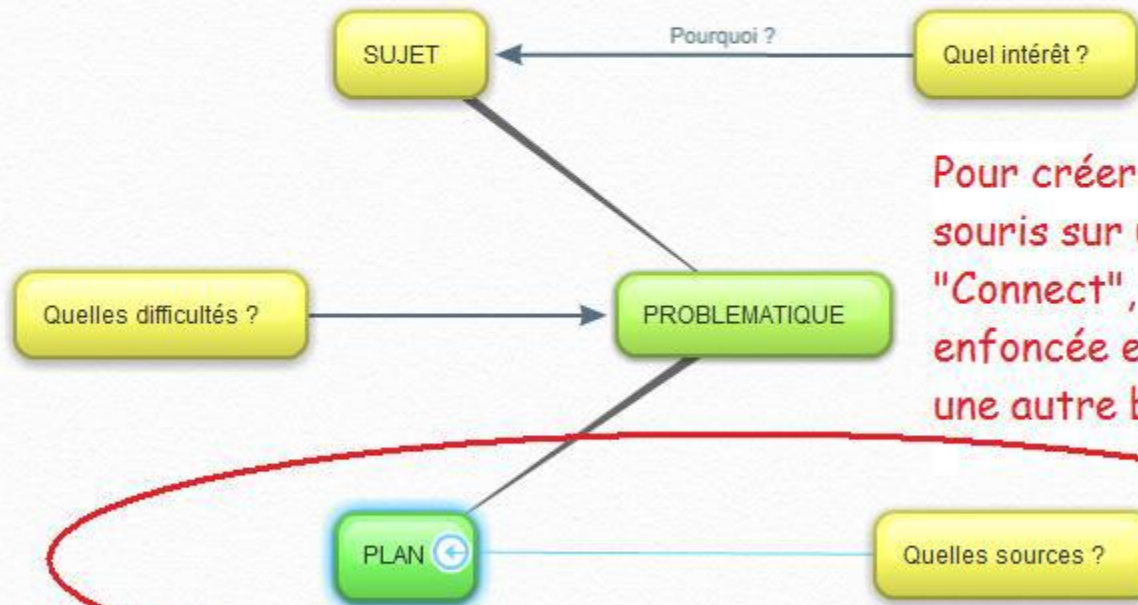 SUJET
Pourquoi ?
Quel intérêt ?
Pour créer
souris sur
"Connect",
enfoncée
une autre
Quelles difficultés ?
PROBLEMATIQUE
PLAN
Quelles sources ?